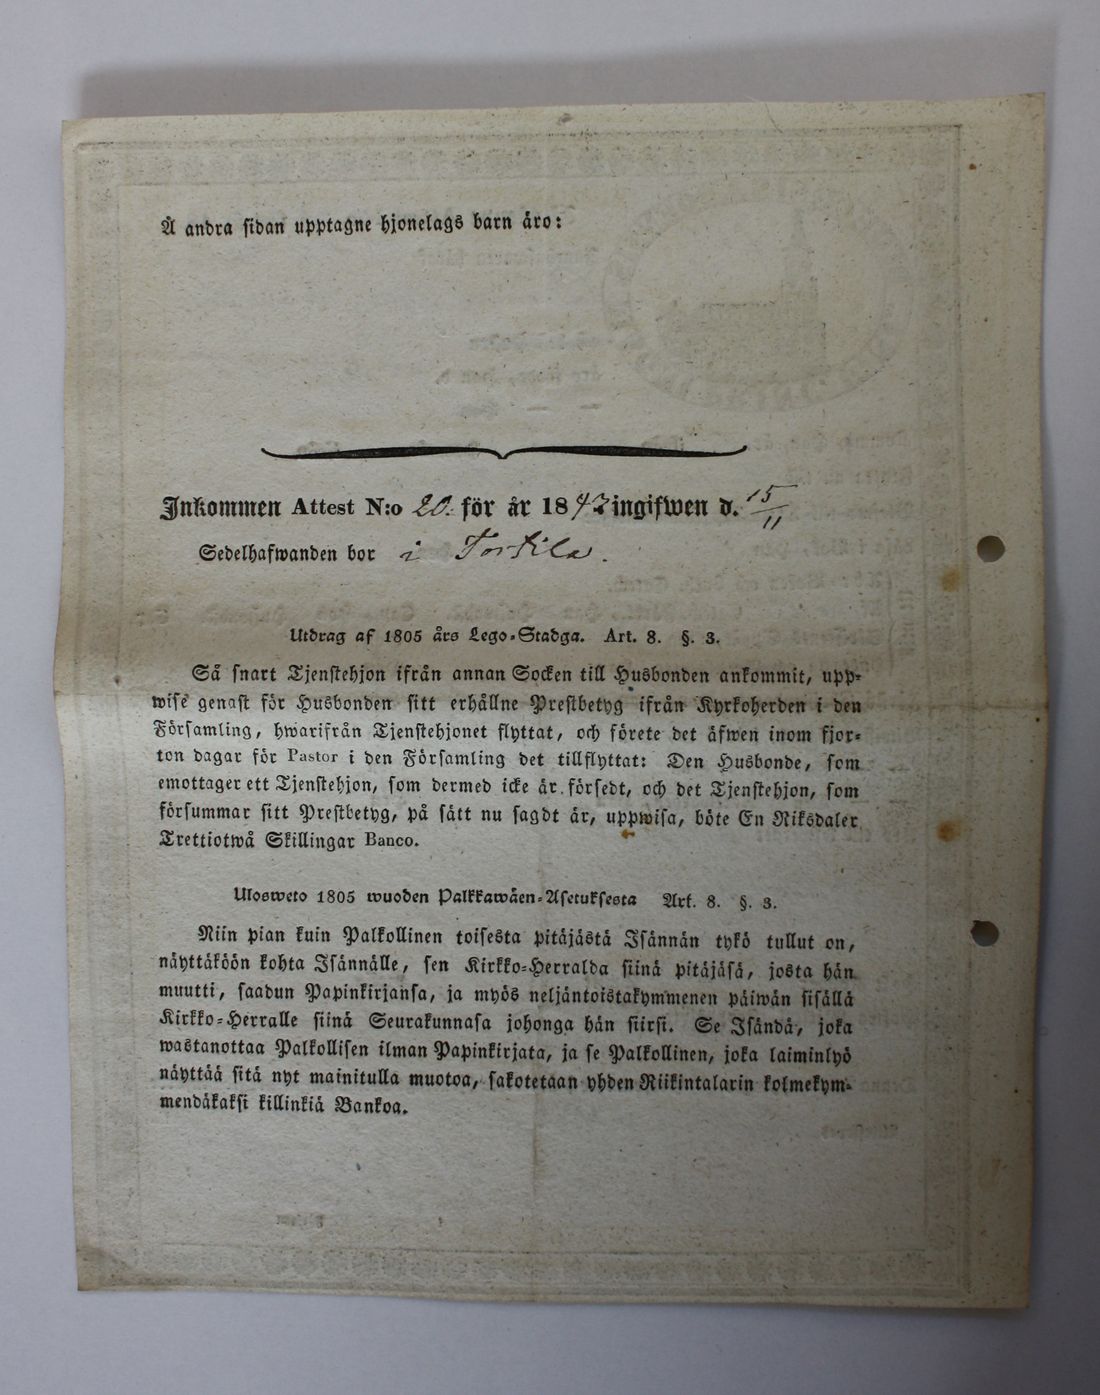 Å andra sidan upptagne hjonelags barn äro:
Inkommen Attest N:o 20. för år 1842 ingifwen d. 15/11
Sedelhafwanden bor i Torkila.
Utdrag af 1805 års Lego-Stadga. Art. 8. §. 3.
Så snart Tjenstehjon ifrån annan Socken till Husbonden ankommit, upp-
wise genast för Husbonden sitt erhållne Prestbetyg ifrån Kyrkoherden i den
Församling, hwarifrån Tjenstehjonet flyttat, och förete det äfwen inom fjor-
ton dagar för Pastor i den Församling det tillflyttat: Den Husbonde, som
emottager ett Tjenstehjon, som dermed icke är försedt, och det Tjenstehjon, som
försummar sitt Prestbetyg, på sätt nu sagdt är, uppwisa, böte En Riksdaler
Trettiotwå Skillingar Banco.
Ulosweto 1805 wuoden Palkkawäen-Asetuksesta Art. 8. §. 3.
Niin pian kuin Palkollinen toisesta pitäjästä Isännän tykö tullut on,
näyttäköön kohta Isännälle, sen Kirkko-Herralda siinä pitäjäsä, josta hän
muutti, saadun Papinkirjansa, ja myös neljäntoistakymmenen päiwän sisällä
Kirkko-Herralle siinä Seurakunnasa johonga hän siirsi. Se Isändä, joka
wastanottaa Palkollisen ilman Papinkirjata, ja se Palkollinen, joka laiminlyö
näyttää sitä nyt mainitulla muotoa, sakotetaan yhden Riikintalarin kolmekym-
mendäkaksi killinkiä Bankoa.